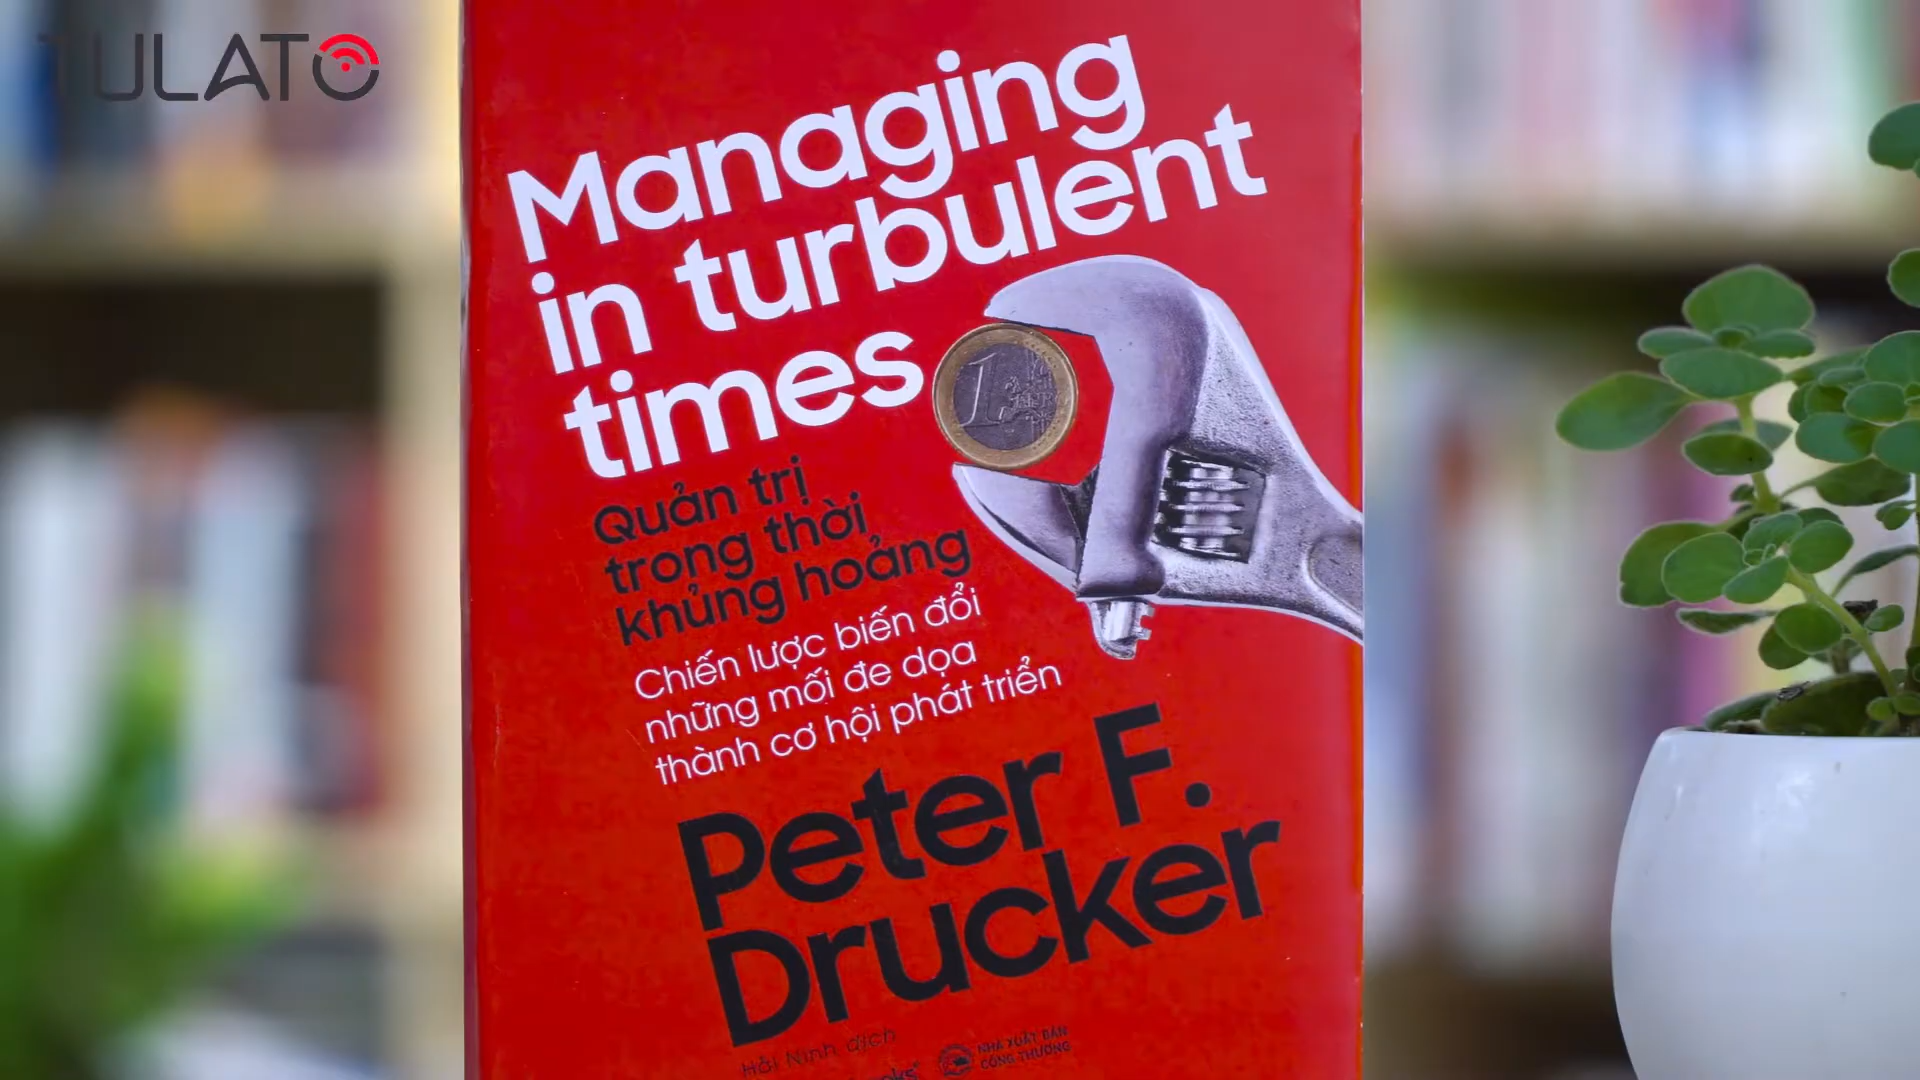 TULATO
Managing
in turbulent
times
Quản trị
trong thời
khủng hoảng
Chiến lược biến đổi
những mối đe dọa
thành cơ hội phát triển
Peter F.
Drucker
Hải Ninh dịch
NHÀ XUẤT BẢN
CÔNG THƯƠNG